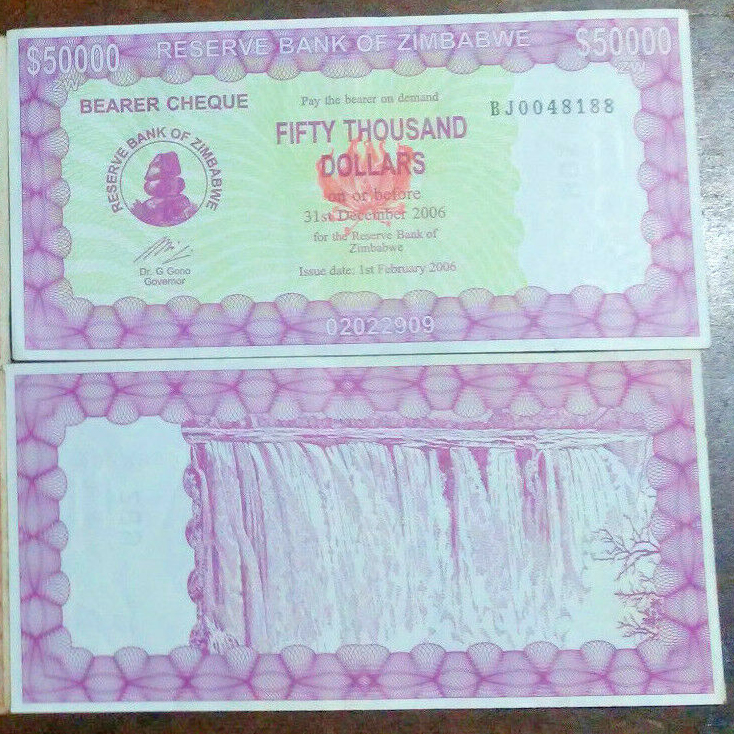 $50000 RESERVE BANK OF ZIMBABWE $50000
ZW ZW
BEARER CHEQUE
Pay the bearer on demand
BJ0048188
FIFTY THOUSAND
DOLLARS
on or before
31st December 2006
for the Reserve Bank of
Zimbabwe
Issue date: 1st February 2006
RESERVE BANK OF ZIMBABWE
Dr. G Gono
Governor
02022909